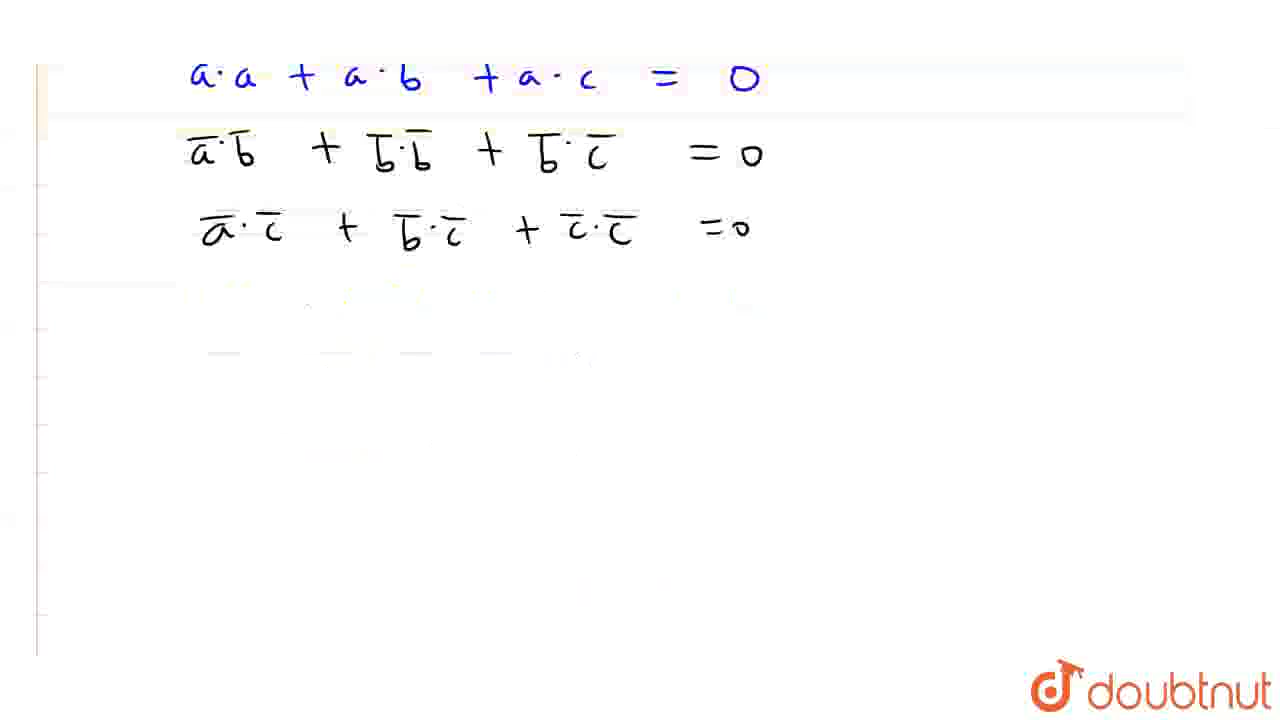 a·a + a·b + a·c = 0
a̅·b̅ + b̅·b̅ + b̅·c̅ = 0
a̅·c̅ + b̅·c̅ + c̅·c̅ = 0
doubtnut